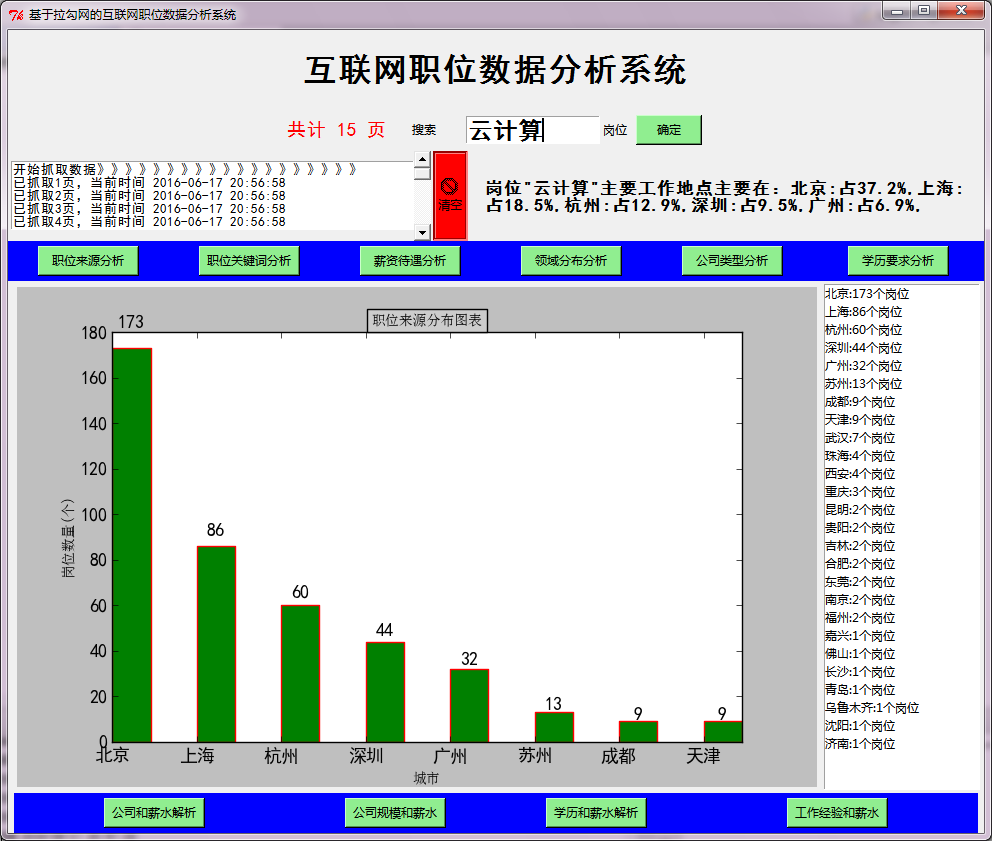 基于拉勾网的互联网职位数据分析系统
互联网职位数据分析系统
共计 15 页 搜索 云计算 岗位 确定
开始抓取数据》》》》》》》》》》》》》》》》》》》
已抓取1页, 当前时间 2016-06-17 20:56:58
已抓取2页, 当前时间 2016-06-17 20:56:58
已抓取3页, 当前时间 2016-06-17 20:56:58
已抓取4页, 当前时间 2016-06-17 20:56:58
清空
岗位"云计算"主要工作地点主要在：北京:占37.2%,上海:
占18.5%,杭州:占12.9%,深圳:占9.5%,广州:占6.9%,
职位来源分析 职位关键词分析 薪资待遇分析 领域分布分析 公司类型分析 学历要求分析
职位来源分布图表
173
86
60
44
32
13
9
9
180
160
140
120
100
80
60
40
20
0
岗位数量(个)
北京 上海 杭州 深圳 广州 苏州 成都 天津
城市
北京:173个岗位
上海:86个岗位
杭州:60个岗位
深圳:44个岗位
广州:32个岗位
苏州:13个岗位
成都:9个岗位
天津:9个岗位
武汉:7个岗位
珠海:4个岗位
西安:4个岗位
重庆:3个岗位
昆明:2个岗位
贵阳:2个岗位
吉林:2个岗位
合肥:2个岗位
东莞:2个岗位
南京:2个岗位
福州:2个岗位
嘉兴:1个岗位
佛山:1个岗位
长沙:1个岗位
青岛:1个岗位
乌鲁木齐:1个岗位
沈阳:1个岗位
济南:1个岗位
公司和薪水解析 公司规模和薪水 学历和薪水解析 工作经验和薪水